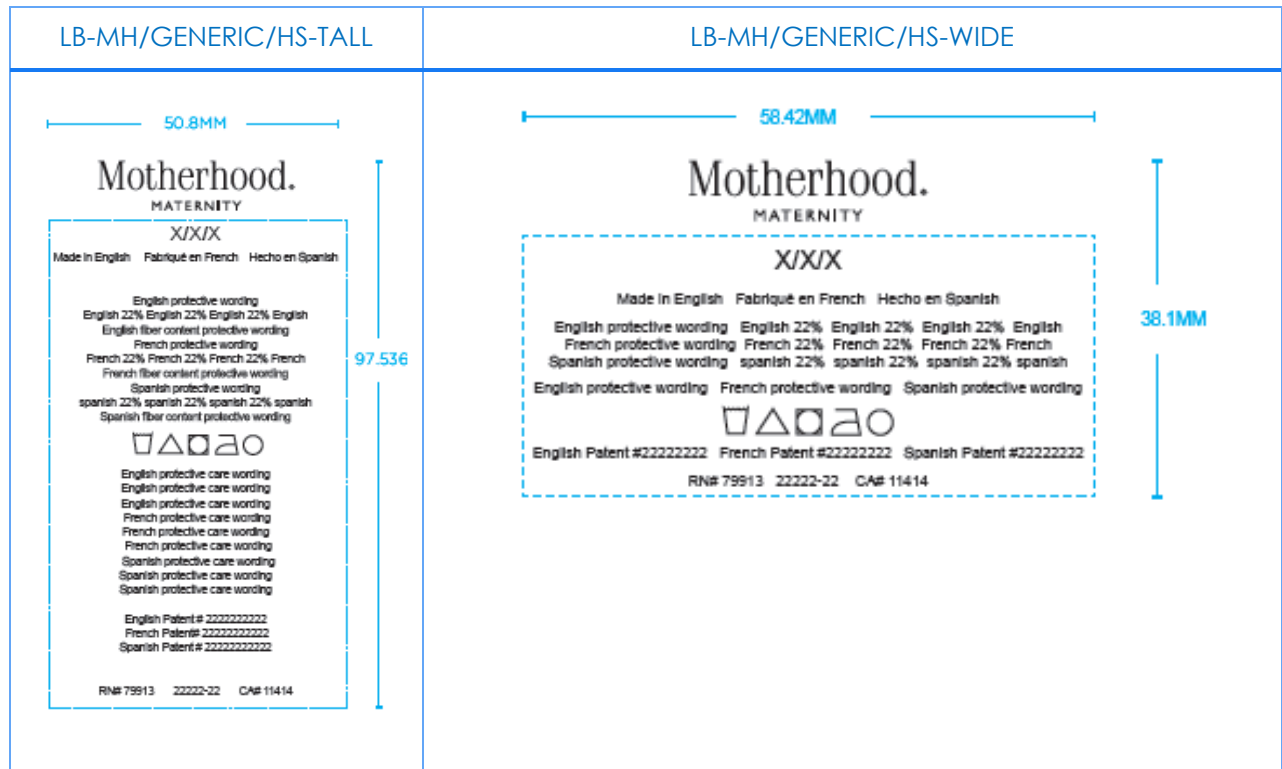 LB-MH/GENERIC/HS-TALL
50.8MM
Motherhood.
MATERNITY
X/X/X
Made in English Fabriqué en French Hecho en Spanish
English protective wording
English 22% English 22% English 22% English
English fiber content protective wording
French protective wording
French 22% French 22% French 22% French
French fiber content protective wording
Spanish protective wording
spanish 22% spanish 22% spanish 22% spanish
Spanish fiber content protective wording
English protective care wording
English protective care wording
English protective care wording
French protective care wording
French protective care wording
French protective care wording
Spanish protective care wording
Spanish protective care wording
Spanish protective care wording
English Patent# 2222222222
French Patent# 22222222222
Spanish Patent# 22222222222
RN# 79913 22222-22 CA# 11414
97.536
LB-MH/GENERIC/HS-WIDE
58.42MM
Motherhood.
MATERNITY
X/X/X
Made in English Fabriqué en French Hecho en Spanish
English protective wording English 22% English 22% English 22% English
French protective wording French 22% French 22% French 22% French
Spanish protective wording spanish 22% spanish 22% spanish 22% spanish
English protective wording French protective wording Spanish protective wording
English Patent #22222222 French Patent #22222222 Spanish Patent #22222222
RN# 79913 22222-22 CA# 11414
38.1MM